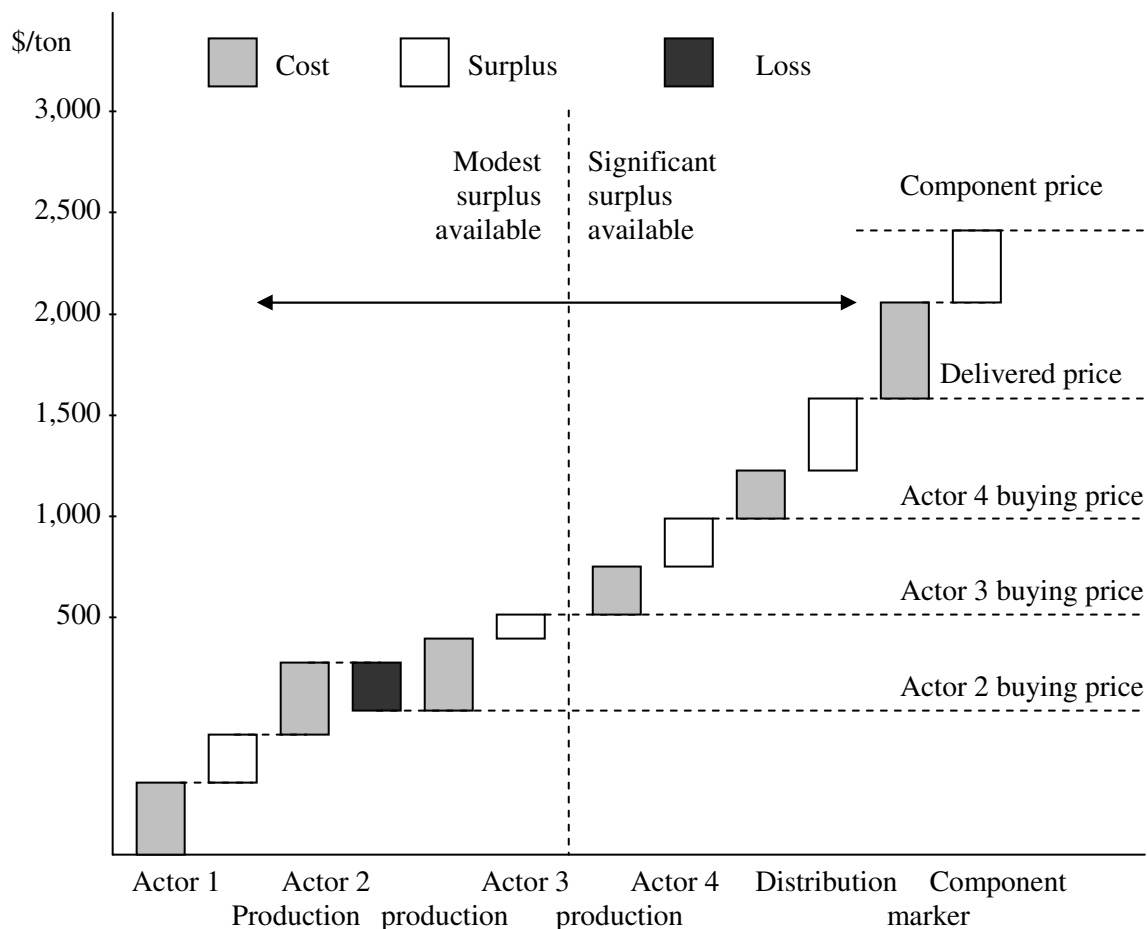 $/ton
Cost
Surplus
Loss
3,000
Modest
surplus
available
Significant
surplus
available
Component price
2,500
2,000
Delivered price
1,500
Actor 4 buying price
1,000
Actor 3 buying price
500
Actor 2 buying price
Actor 1 Actor 2 Actor 3 Actor 4 Distribution Component
Production production production marker